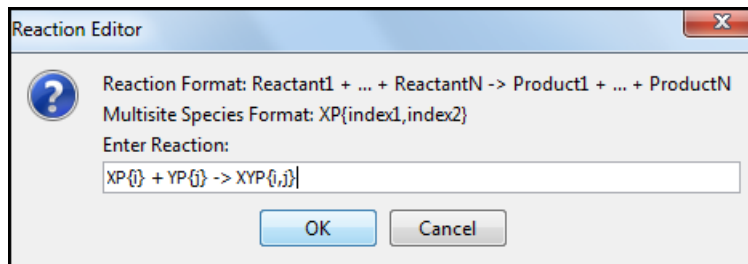 Reaction Editor
Reaction Format: Reactant1 + ... + ReactantN -> Product1 + ... + ProductN
Multisite Species Format: XP{index1,index2}
Enter Reaction:
XP{i} + YP{j} -> XYP{i,j}
OK Cancel